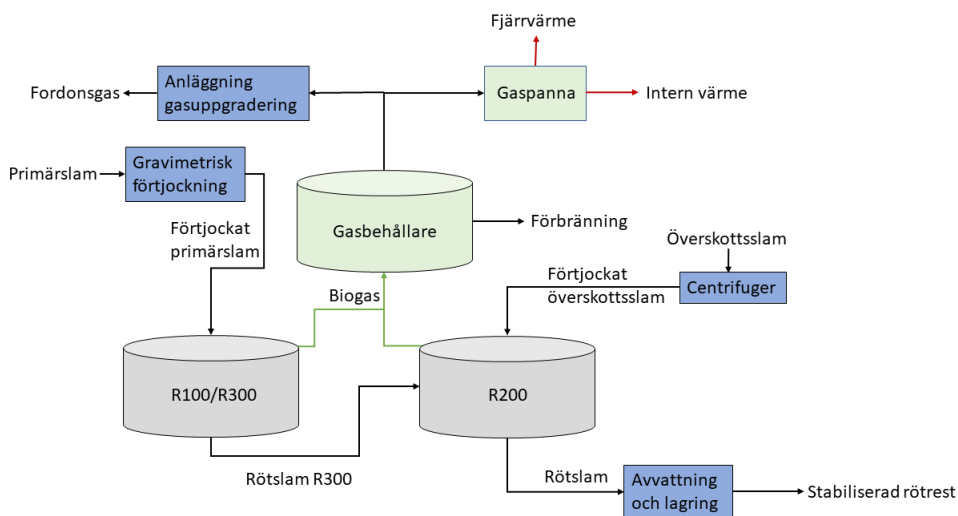 Fjärrvärme
Fordonsgas
Anläggning
gasuppgradering
Gaspanna
Intern värme
Primärslam
Gravimetrisk
förtjockning
Förtjockat
primärslam
Gasbehållare
Förbränning
Överskottsslam
Förtjockat
överskottsslam
Centrifuger
Biogas
R100/R300
R200
Rötslam R300
Rötslam
Avvattning
och lagring
Stabiliserad rötrest